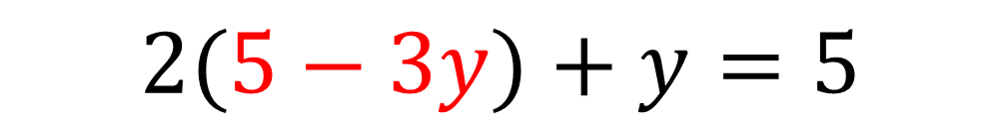 2(5 − 3y) + y = 5